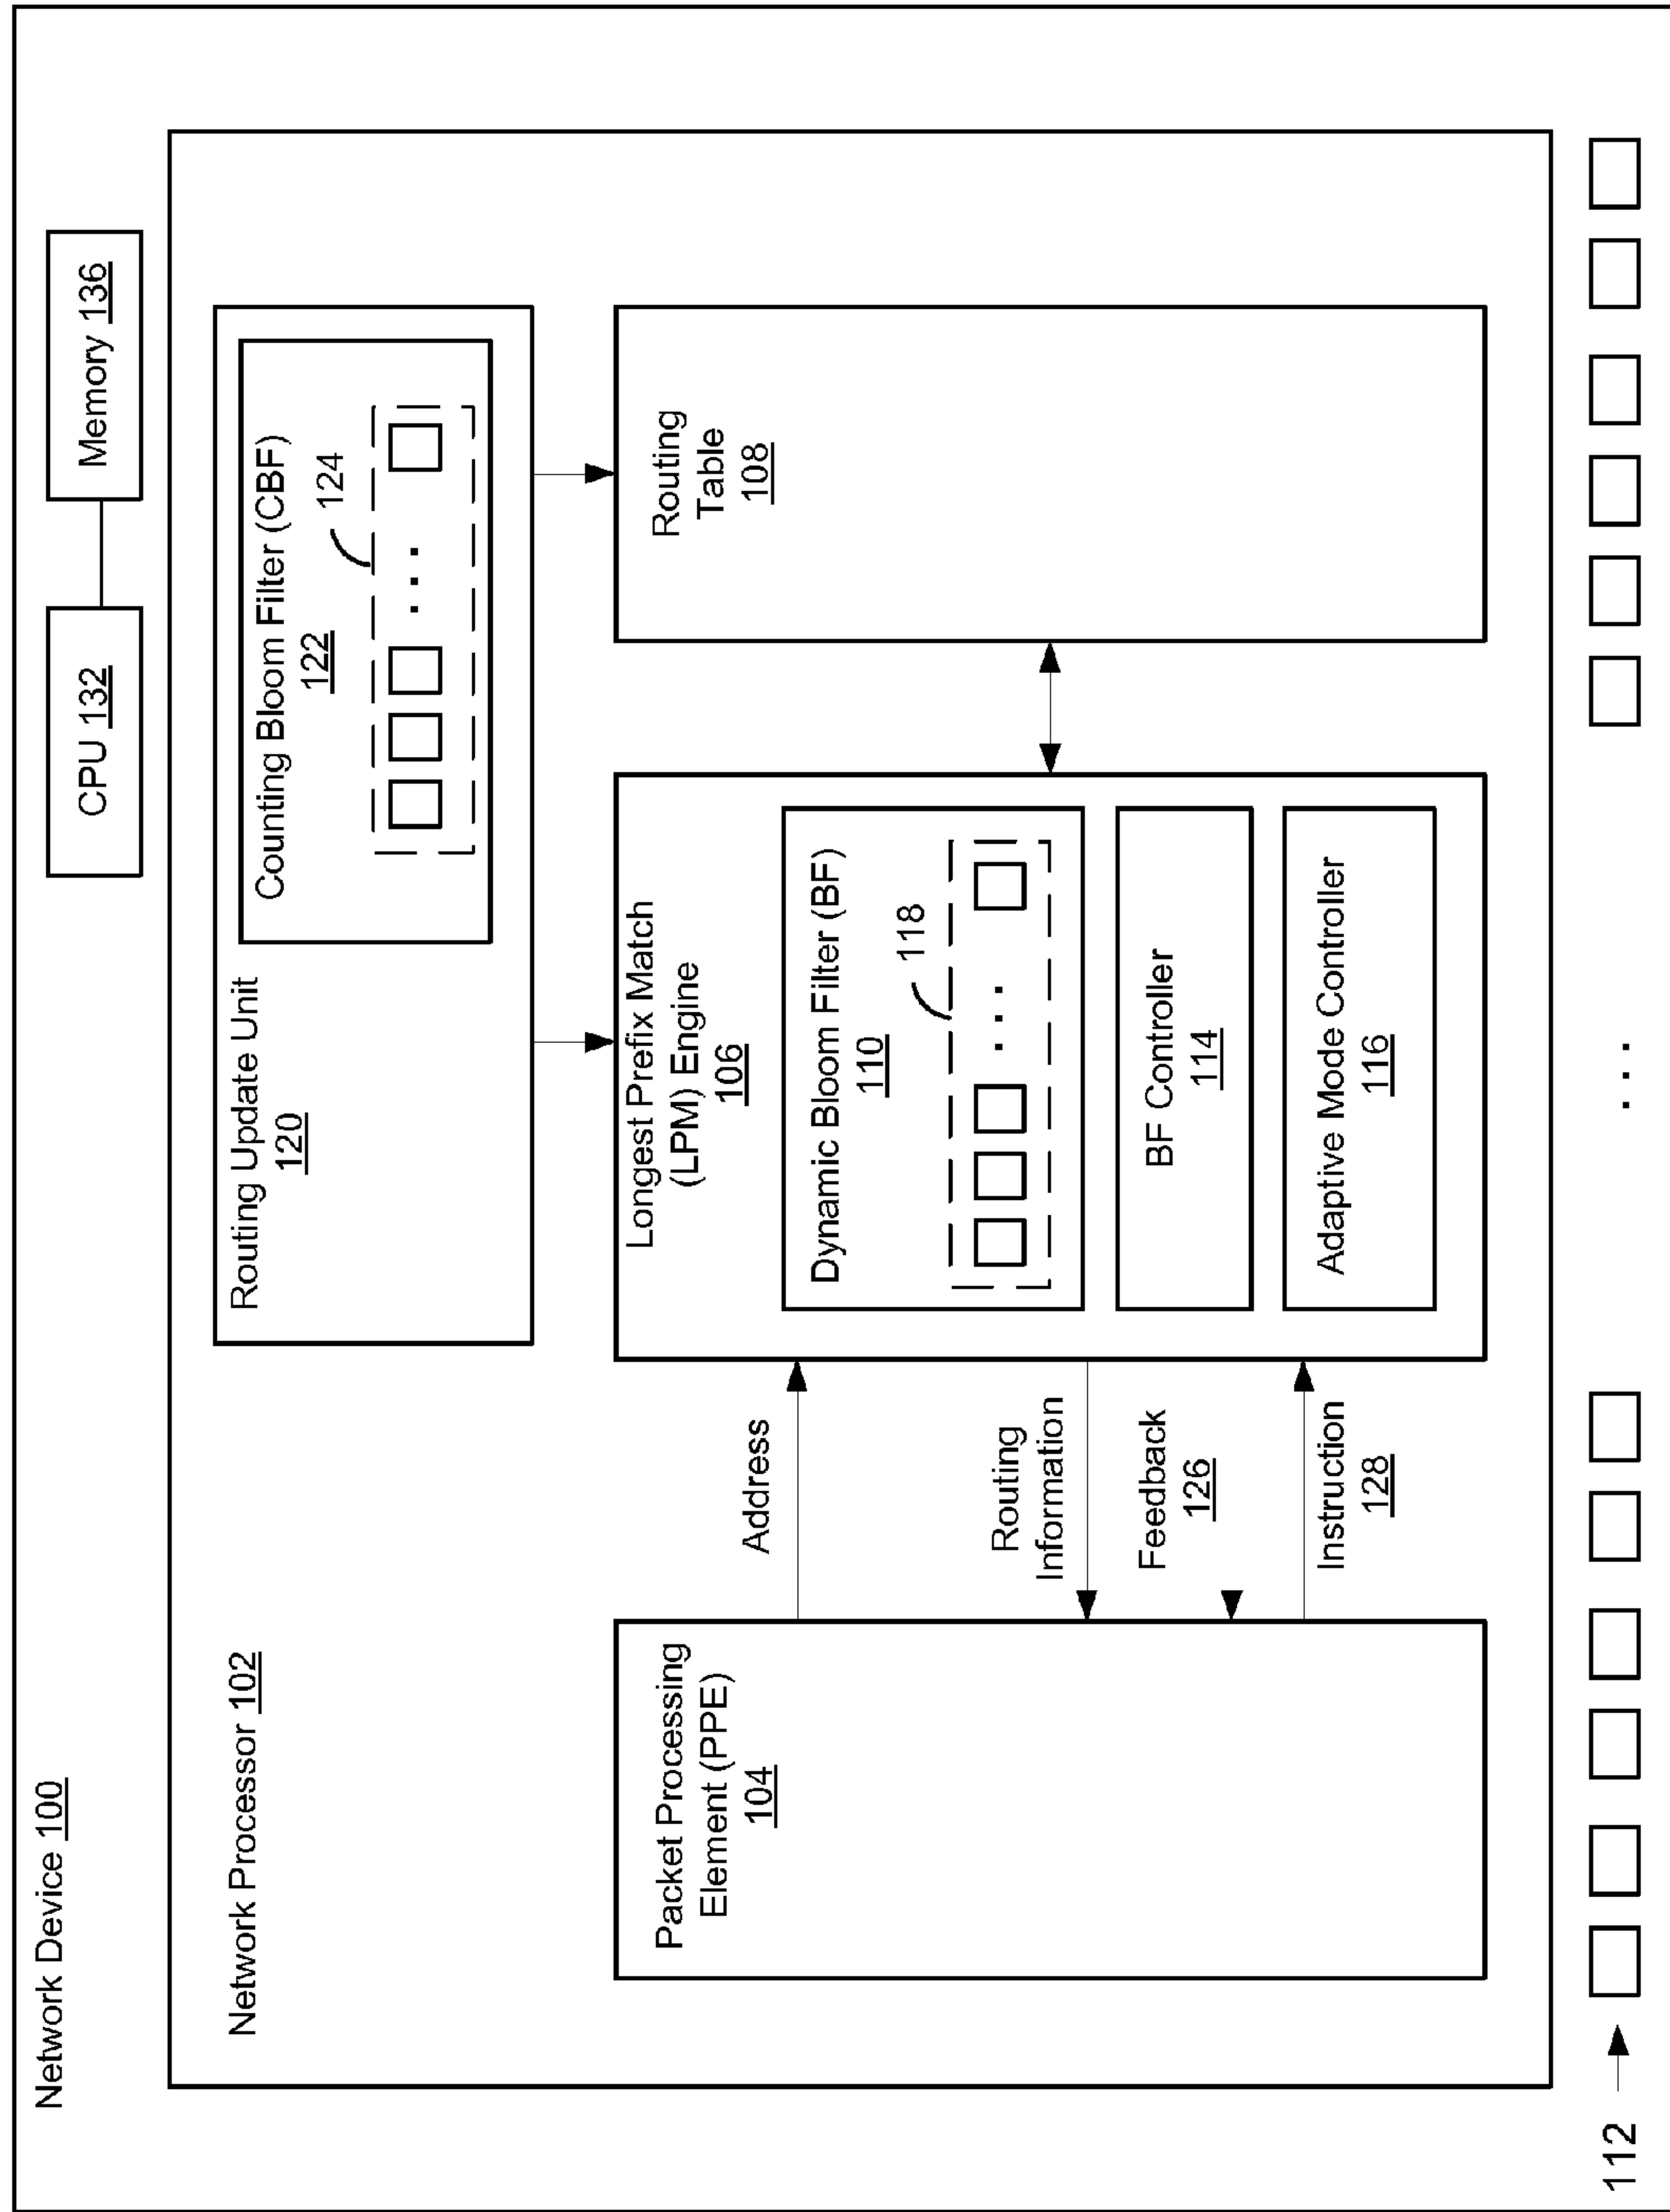 Network Device 100
CPU 132
Memory 136
Network Processor 102
Routing Update Unit
120
Counting Bloom Filter (CBF)
122
124
. . .
Packet Processing
Element (PPE)
104
Address
Routing
Information
Feedback
126
Instruction
128
Longest Prefix Match
(LPM) Engine
106
Dynamic Bloom Filter (BF)
110
118
. . .
BF Controller
114
Adaptive Mode Controller
116
Routing
Table
108
112
. . .